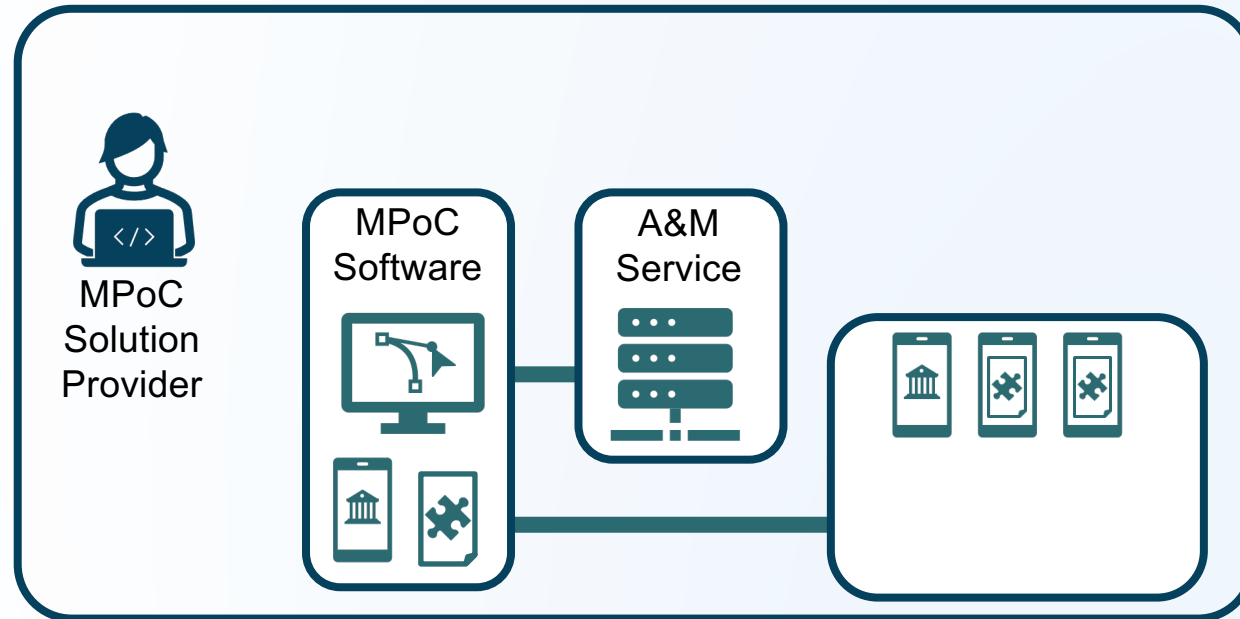 MPoC
Solution
Provider
</>
MPoC
Software
A&M
Service